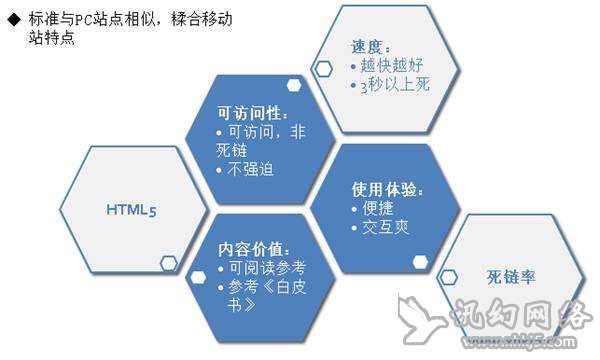 ◆ 标准与PC站点相似，糅合移动
站特点
速度：
• 越快越好
• 3秒以上死
可访问性：
• 可访问，非
死链
• 不强迫
HTML5
使用体验：
• 便捷
• 交互爽
内容价值：
• 可阅读参考
• 参考《白皮
书》
死链率
讯幻网络